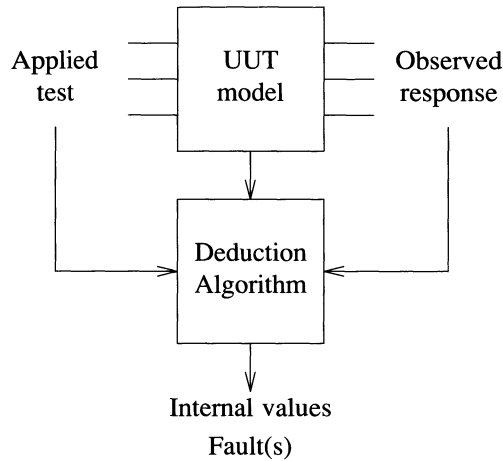 Applied
test
UUT
model
Observed
response
Deduction
Algorithm
Internal values
Fault(s)